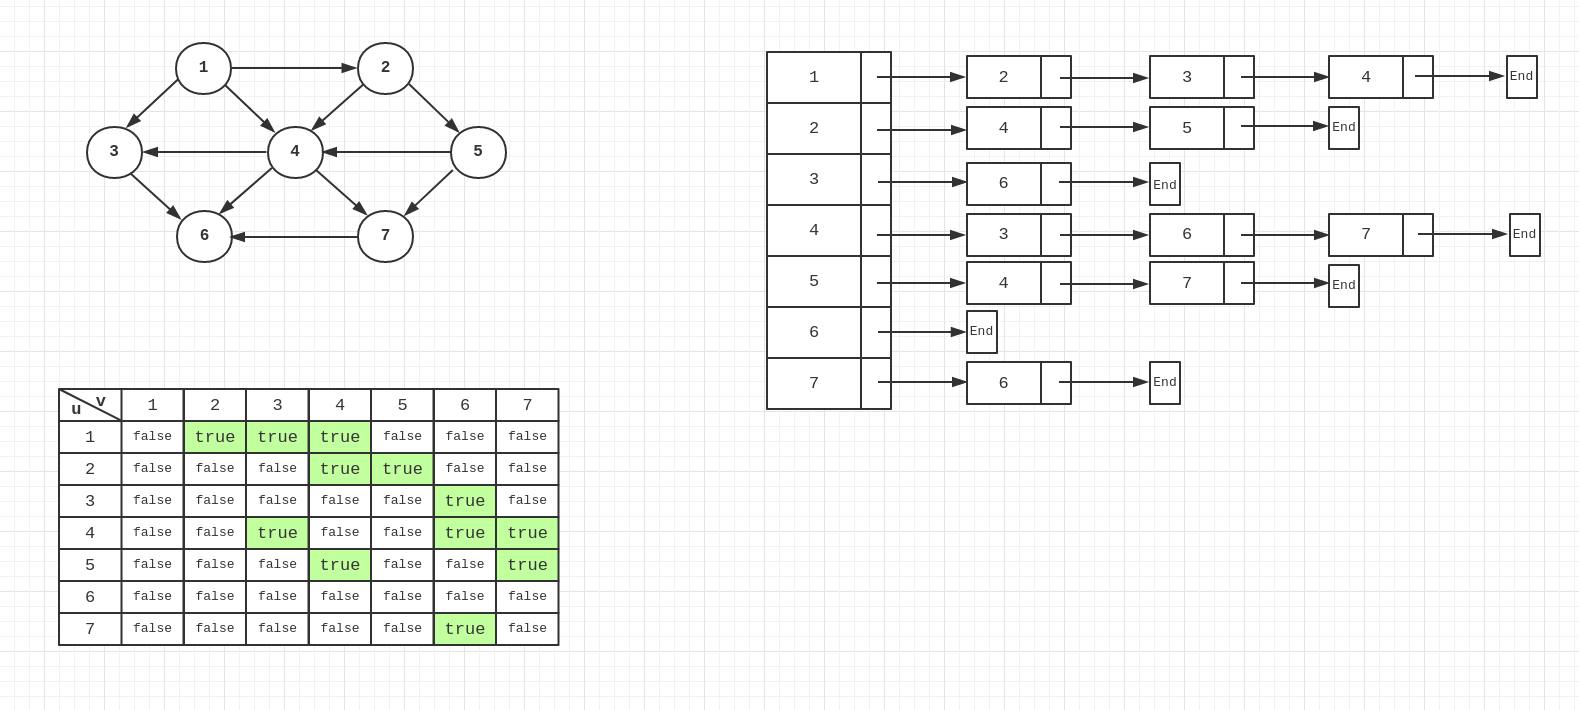 1 2
3 4 5
6 7
1 2 3 4 End
2 4 5 End
3 6 End
4 3 6 7 End
5 4 7 End
6 End
7 6 End
u v 1 2 3 4 5 6 7
1 false true true true false false false
2 false false false true true false false
3 false false false false false true false
4 false false true false false true true
5 false false false true false false true
6 false false false false false false false
7 false false false false false true false